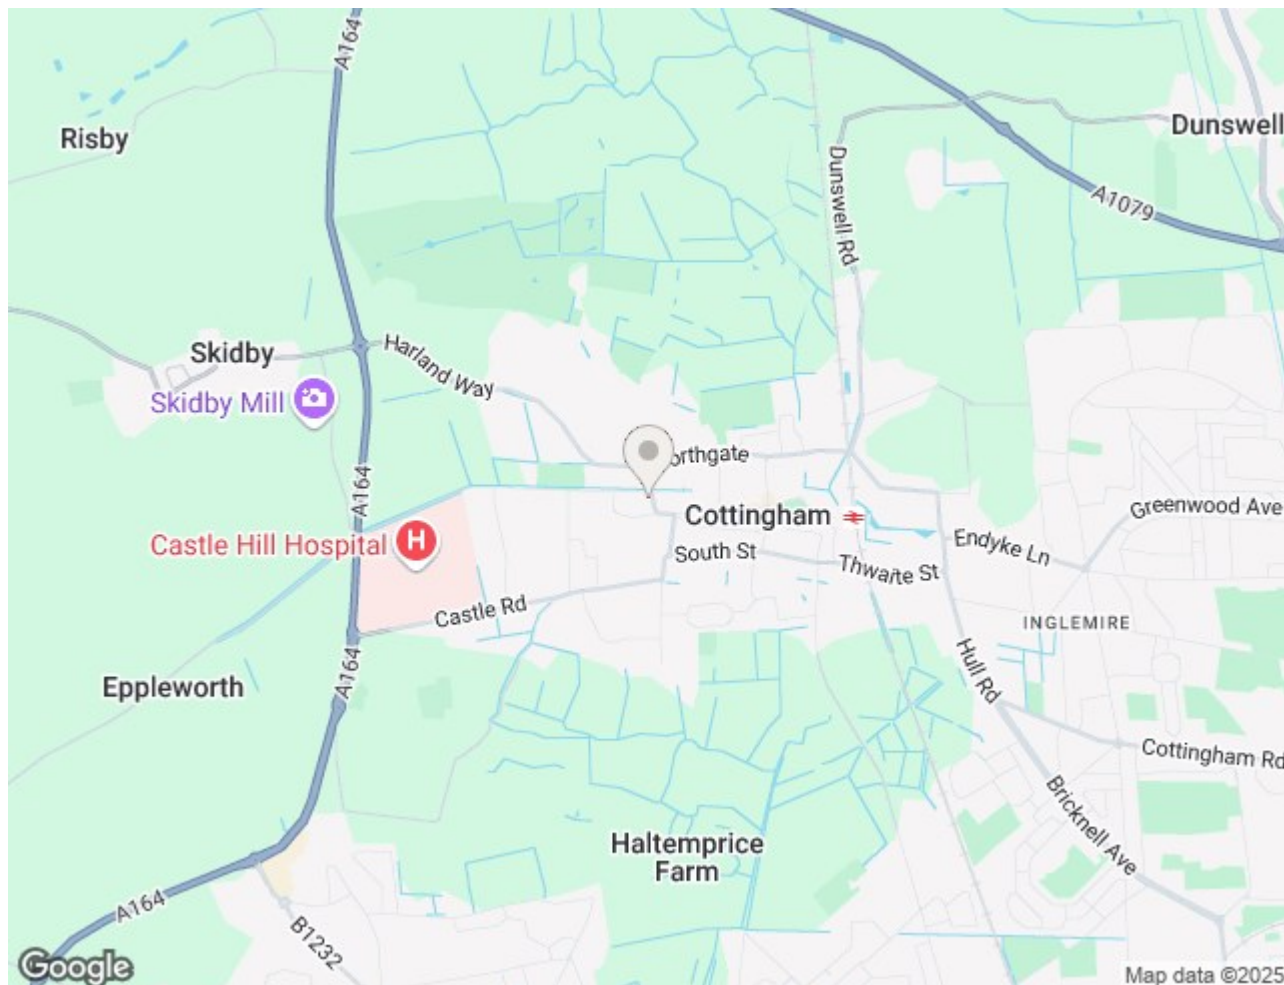 A164
Risby
Dunswell
Dunswell Rd
A1079
Skidby
Harland Way
Skidby Mill
orthgate
A164
Cottingham
Greenwood Ave
Castle Hill Hospital
H
South St
Endyke Ln
Thwaite St
Castle Rd
INGLEMIRE
A164
Eppleworth
Hull Rd
Cottingham Rd
Bricknell Ave
Haltemprice
Farm
A164
B1232
Google
Map data ©2025